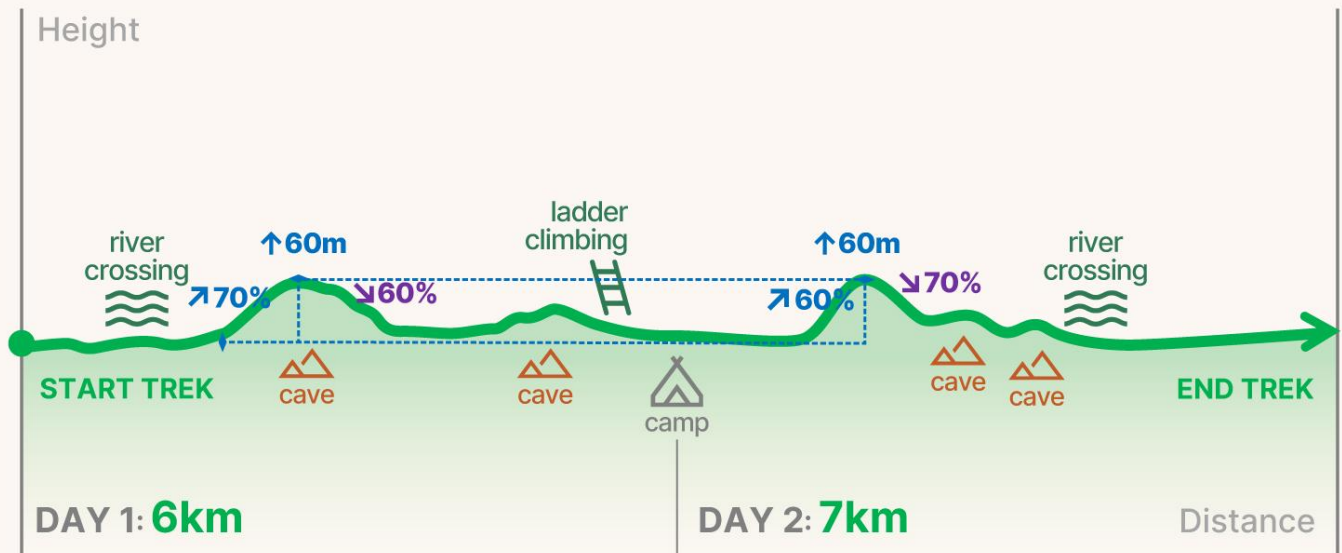 Height
ladder
climbing
river
crossing
↑60m
↑60m
river
crossing
↗70%
↘60%
↗60%
↘70%
START TREK
cave
cave
camp
cave
cave
END TREK
DAY 1: 6km
DAY 2: 7km
Distance